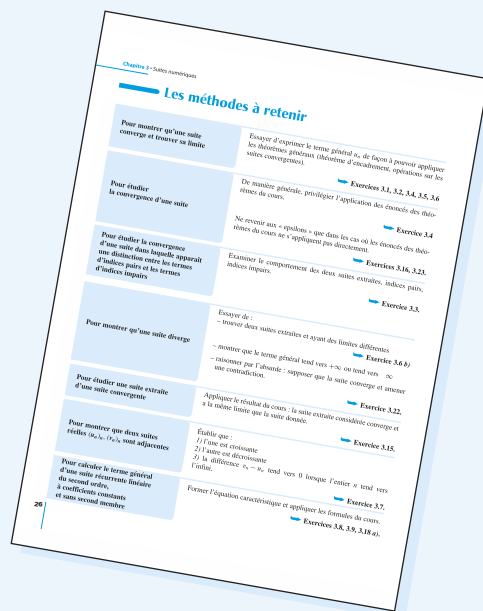 Chapitre 3 • Suites numériques
Les méthodes à retenir
Pour montrer qu'une suite
converge et trouver sa limite
Essayer d'exprimer le terme général uₙ de façon à pouvoir appliquer
les théorèmes généraux (théorème d'encadrement, opérations sur les
suites convergentes).
➡ Exercices 3.1, 3.2, 3.4, 3.5, 3.6
Pour étudier
la convergence d'une suite
De manière générale, privilégier l'application des énoncés des théo-
rèmes du cours.
➡ Exercice 3.4
Ne revenir aux « epsilons » que dans les cas où les énoncés des théo-
rèmes du cours ne s'appliquent pas directement.
➡ Exercices 3.16, 3.23.
Pour étudier la convergence
d'une suite dans laquelle apparaît
une distinction entre les termes
d'indices pairs et les termes
d'indices impairs
Examiner le comportement des deux suites extraites, indices pairs,
indices impairs.
➡ Exercice 3.3.
Pour montrer qu'une suite diverge
Essayer de :
– trouver deux suites extraites et ayant des limites différentes
➡ Exercice 3.6 b)
– montrer que le terme général tend vers +∞ ou tend vers ∞
– raisonner par l'absurde : supposer que la suite converge et amener
une contradiction.
➡ Exercice 3.22.
Pour étudier une suite extraite
d'une suite convergente
Appliquer le résultat du cours : la suite extraite considérée converge et
a la même limite que la suite donnée.
➡ Exercice 3.15.
Pour montrer que deux suites
réelles (uₙ)ₙ, (vₙ)ₙ sont adjacentes
Établir que :
1) l'une est croissante
2) l'autre est décroissante
3) la différence vₙ – uₙ tend vers 0 lorsque l'entier n tend vers
l'infini.
➡ Exercice 3.7.
Pour calculer le terme général
d'une suite récurrente linéaire
du second ordre,
à coefficients constants
et sans second membre
Former l'équation caractéristique et appliquer les formules du cours.
➡ Exercices 3.8, 3.9, 3.18 a).
26